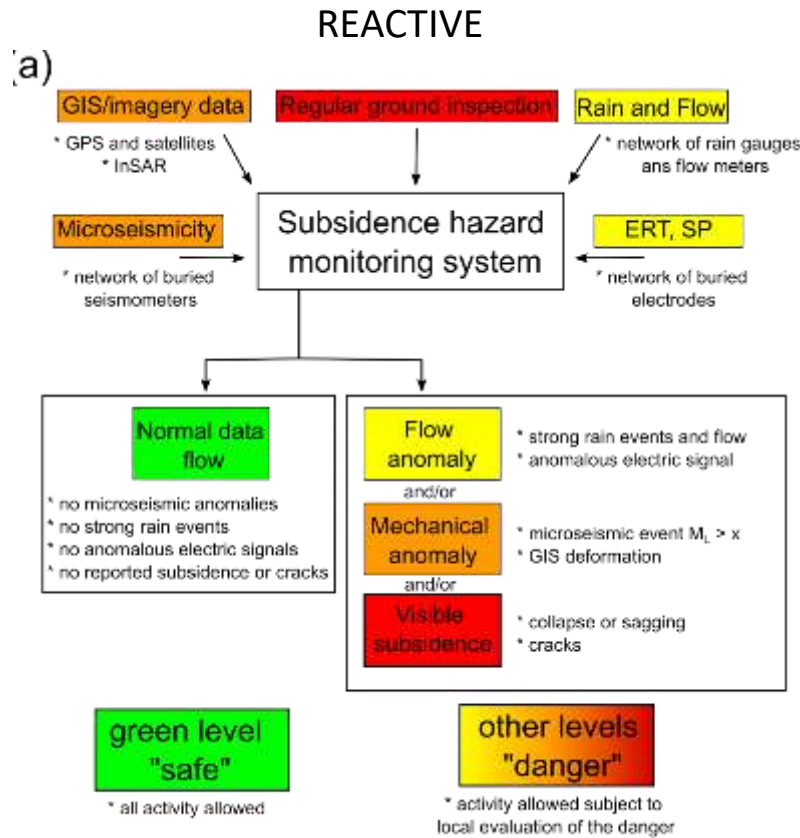 REACTIVE
(a)
GIS/imagery data
Regular ground inspection
Rain and Flow
* GPS and satellites
* InSAR
* network of rain gauges
ans flow meters
Microseismicity
Subsidence hazard
monitoring system
ERT, SP
* network of buried
seismometers
* network of buried
electrodes
Normal data
flow
* no microseismic anomalies
* no strong rain events
* no anomalous electric signals
* no reported subsidence or cracks
Flow
anomaly
* strong rain events and flow
* anomalous electric signal
and/or
Mechanical
anomaly
* microseismic event M_L > x
* GIS deformation
and/or
Visible
subsidence
* collapse or sagging
* cracks
green level
"safe"
* all activity allowed
other levels
"danger"
* activity allowed subject to
local evaluation of the danger